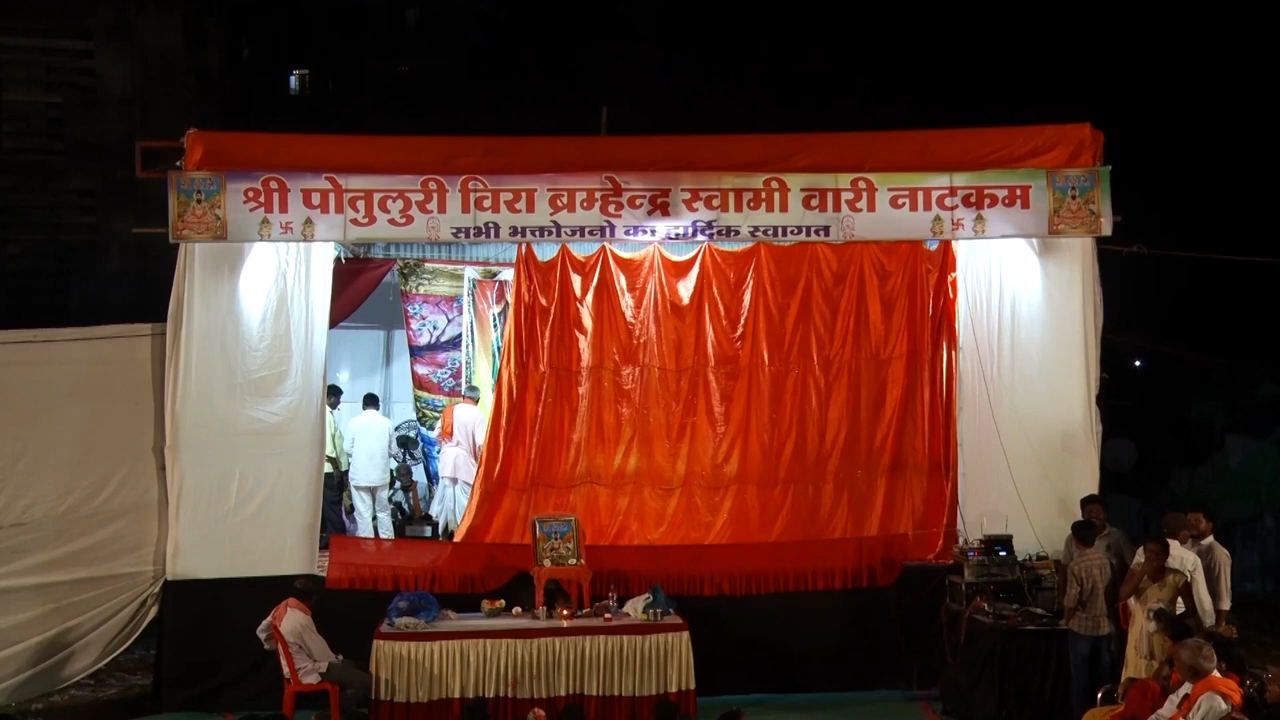 श्री पोतुलुरी विरा ब्रम्हेन्द्र स्वामी वारी नाटकम
सभी भक्तोजनो का हार्दिक स्वागत